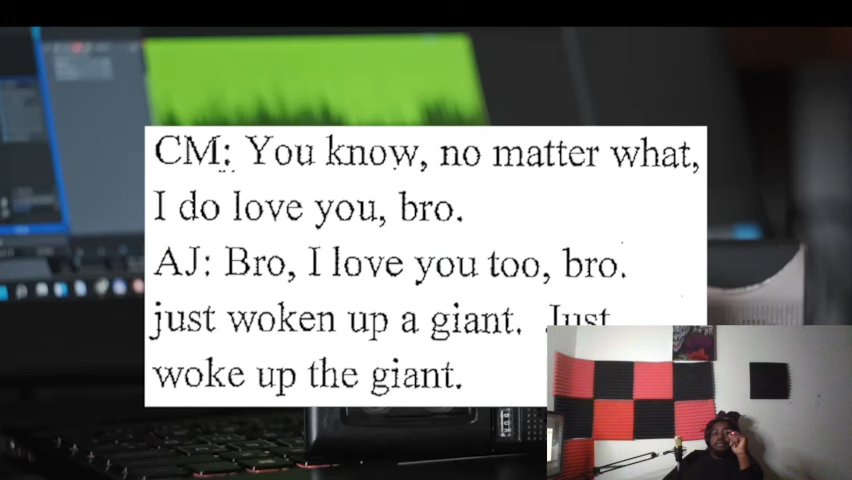 CM: You know, no matter what,
I do love you, bro.
AJ: Bro, I love you too, bro.
just woken up a giant. Just
woke up the giant.